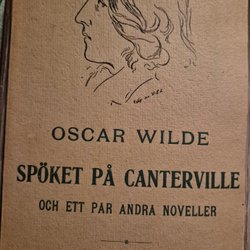 OSCAR WILDE
SPÖKET PÅ CANTERVILLE
OCH ETT PAR ANDRA NOVELLER